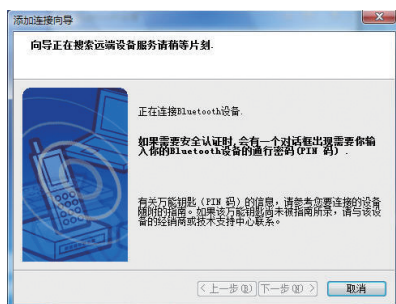 添加连接向导
向导正在搜索远端设备服务请稍等片刻.
正在连接Bluetooth设备.
如果需要安全认证时,会有一个对话框出现需要你输
入你的Bluetooth设备的通行密码(PIN 码) .
有关万能钥匙（PIN 码）的信息，请参考您要连接的设备
随附的指南。如果该万能钥匙尚未被指南所录，请与该设
备的经销商或技术支持中心联系。
< 上一步(B) 下一步(N) > 取消